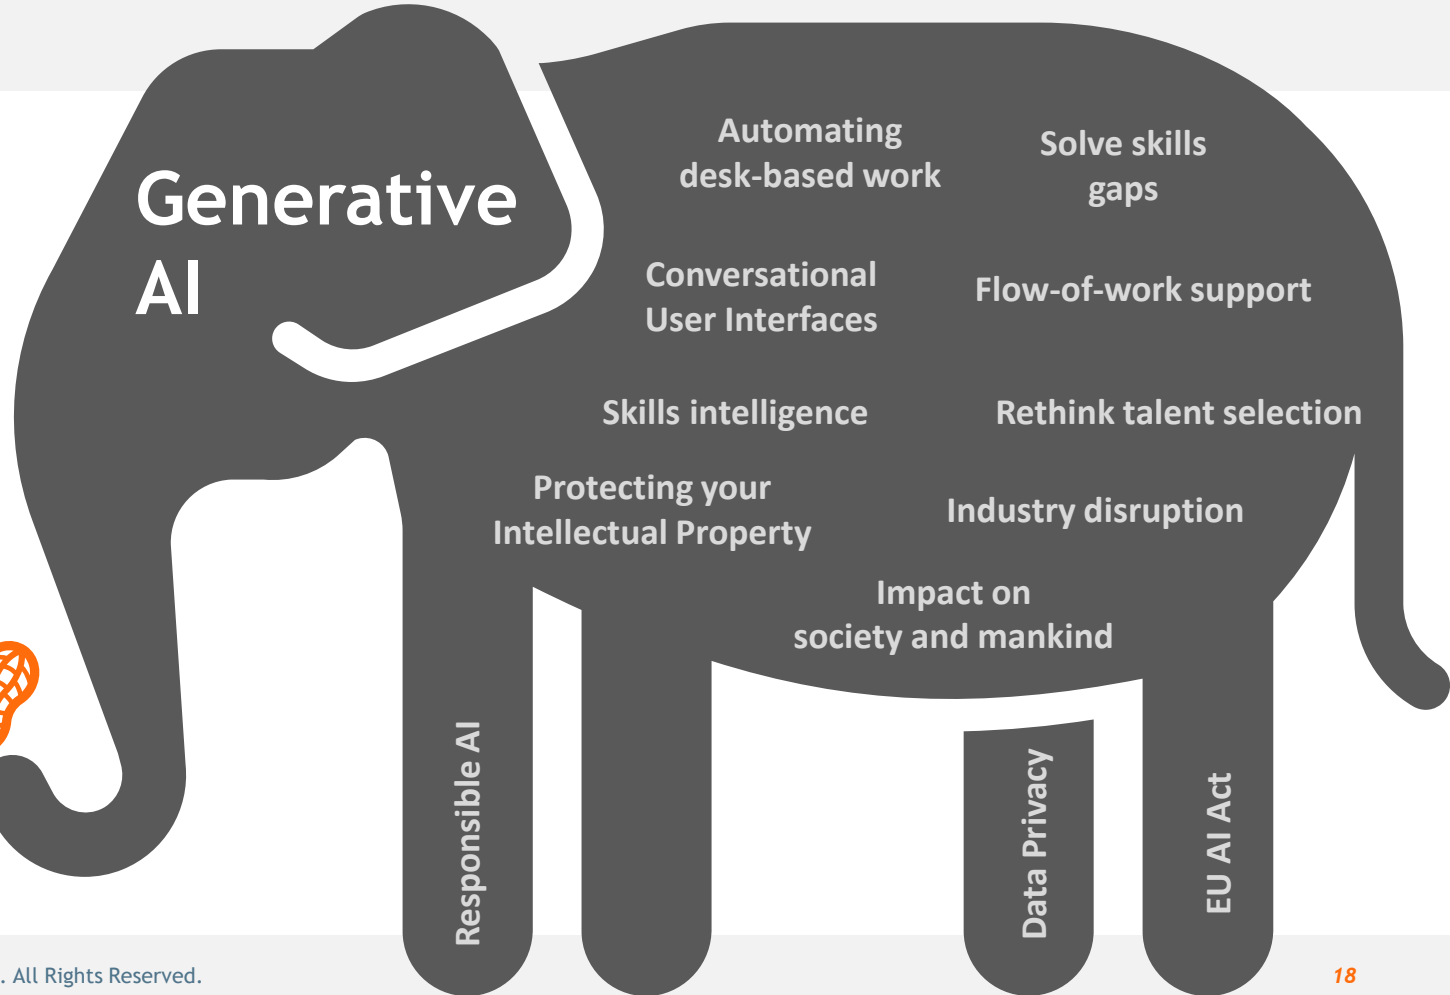 Generative
AI
Automating
desk-based work
Solve skills
gaps
Conversational
User Interfaces
Flow-of-work support
Skills intelligence
Rethink talent selection
Protecting your
Intellectual Property
Industry disruption
Impact on
society and mankind
Responsible AI
Data Privacy
EU AI Act
. All Rights Reserved.
18